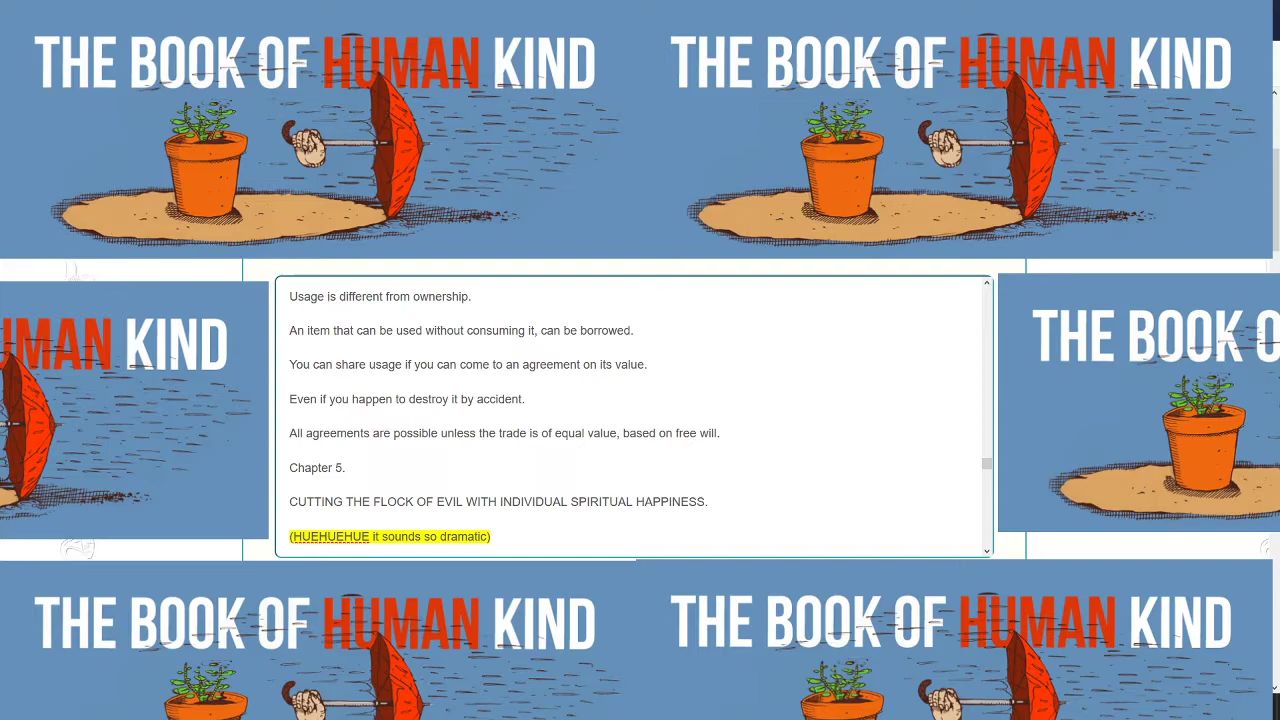 THE BOOK OF HUMAN KIND
THE BOOK OF HUMAN KIND
Usage is different from ownership.
An item that can be used without consuming it, can be borrowed.
You can share usage if you can come to an agreement on its value.
Even if you happen to destroy it by accident.
All agreements are possible unless the trade is of equal value, based on free will.
Chapter 5.
CUTTING THE FLOCK OF EVIL WITH INDIVIDUAL SPIRITUAL HAPPINESS.
(HUEHUEHUE it sounds so dramatic)
UMAN KIND
THE BOOK O
THE BOOK OF HUMAN KIND
THE BOOK OF HUMAN KIND